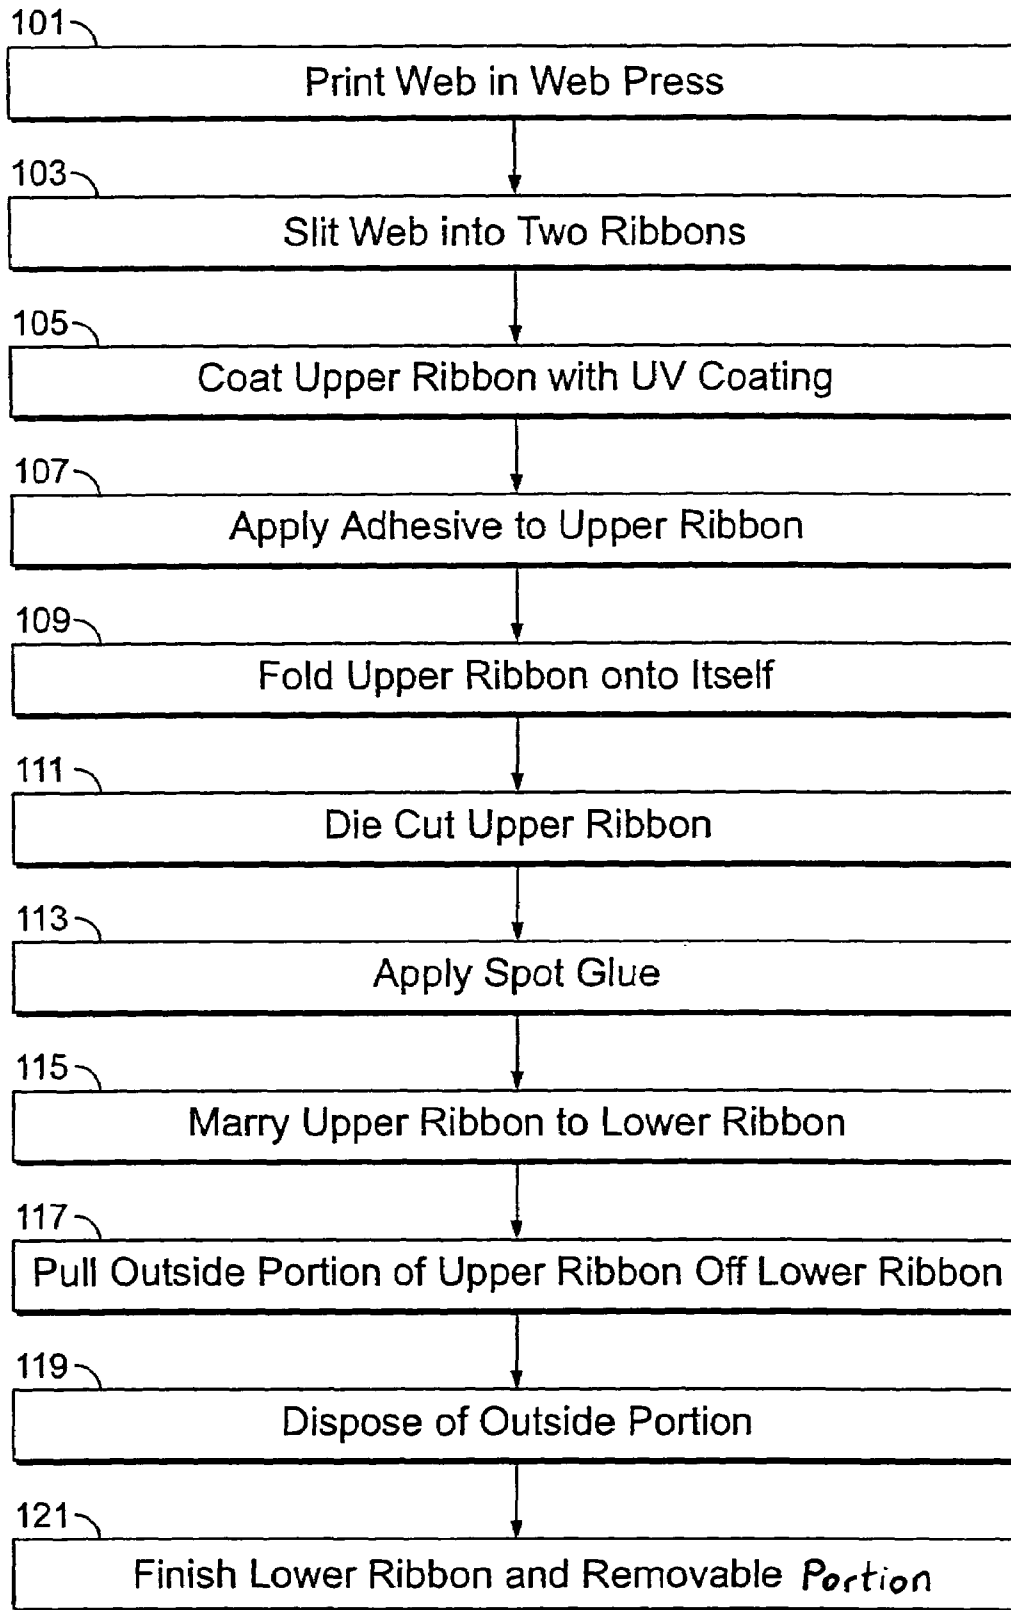 101
Print Web in Web Press
103
Slit Web into Two Ribbons
105
Coat Upper Ribbon with UV Coating
107
Apply Adhesive to Upper Ribbon
109
Fold Upper Ribbon onto Itself
111
Die Cut Upper Ribbon
113
Apply Spot Glue
115
Marry Upper Ribbon to Lower Ribbon
117
Pull Outside Portion of Upper Ribbon Off Lower Ribbon
119
Dispose of Outside Portion
121
Finish Lower Ribbon and Removable Portion